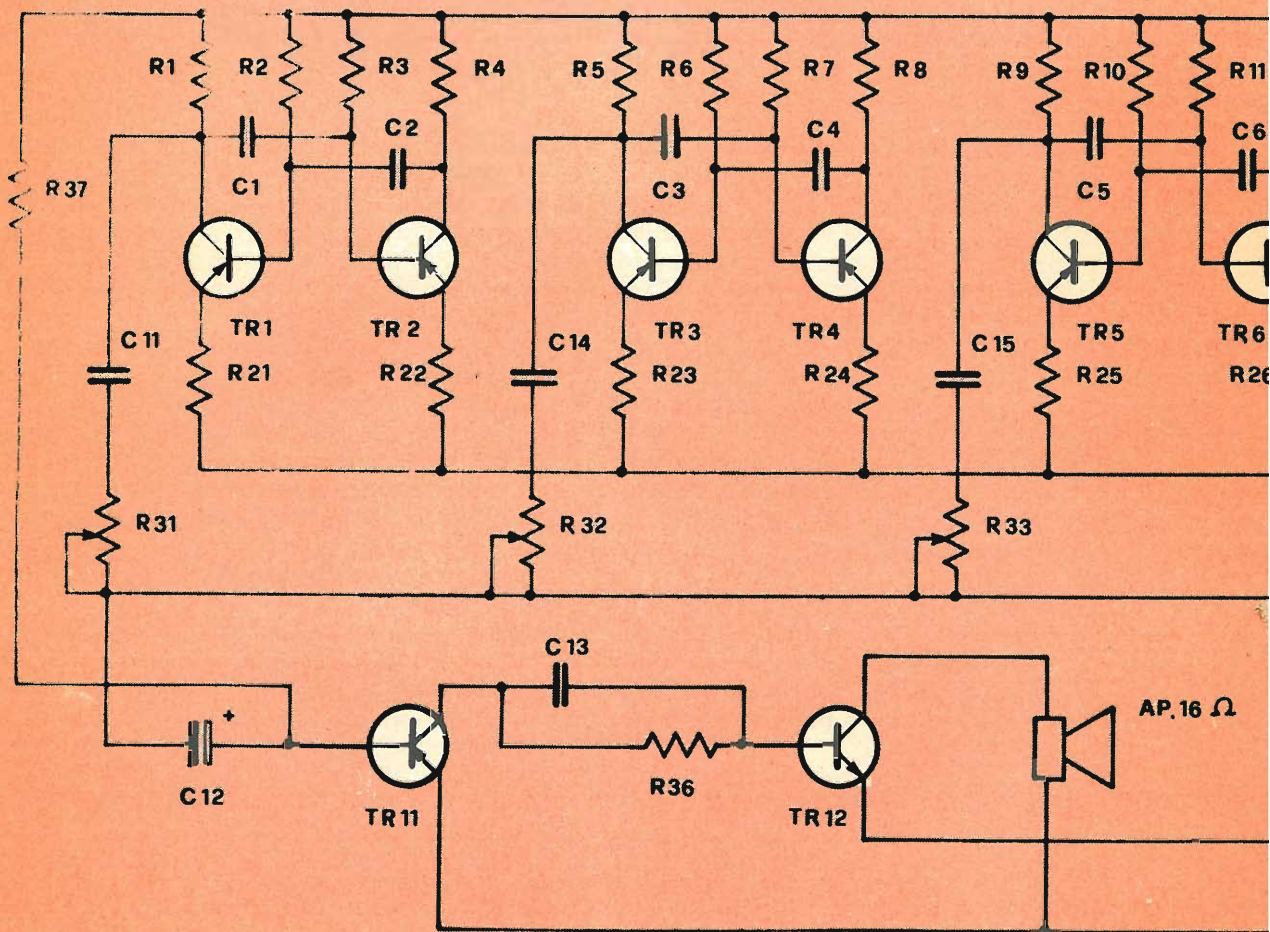 R1
R2
R3
R4
R5
R6
R7
R8
R9
R10
R11
C2
C4
C6
R37
C1
C3
C5
TR1
TR2
TR3
TR4
TR5
TR6
C11
C14
C15
R21
R22
R23
R24
R25
R26
R31
R32
R33
C13
+
AP. 16 Ω
C12
R36
TR11
TR12